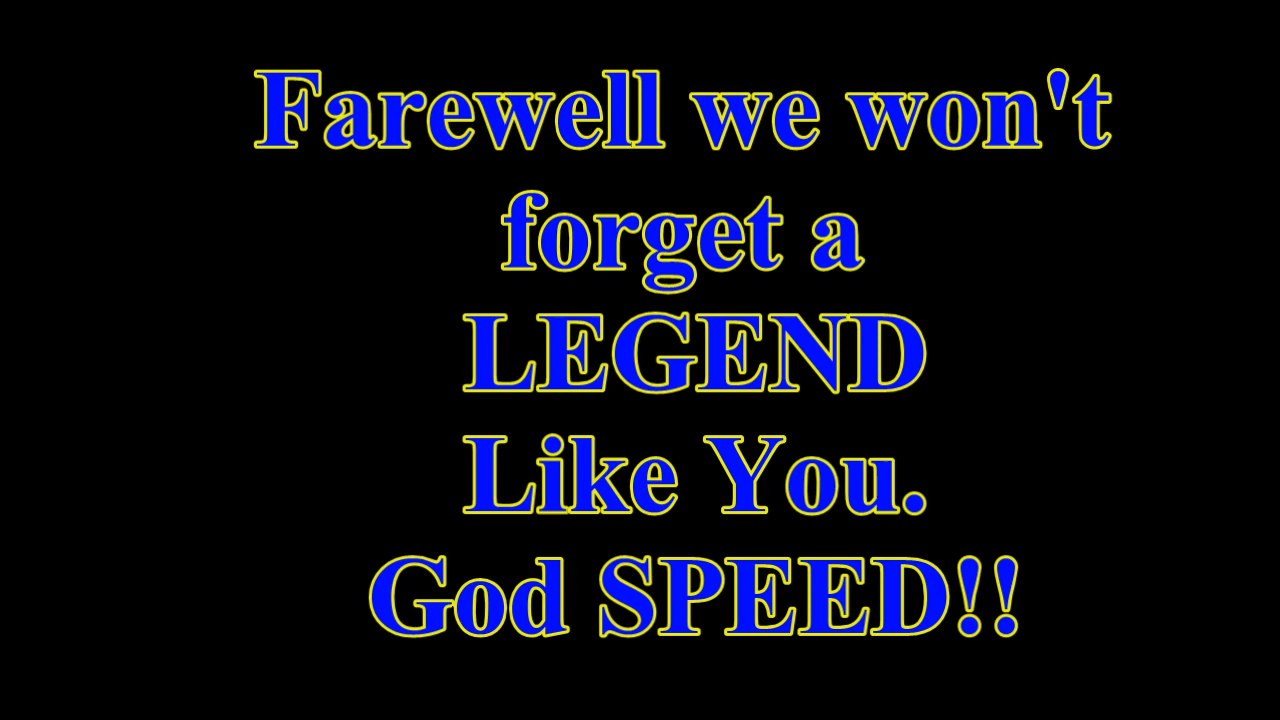 Farewell we won't
forget a
LEGEND
Like You.
God SPEED!!